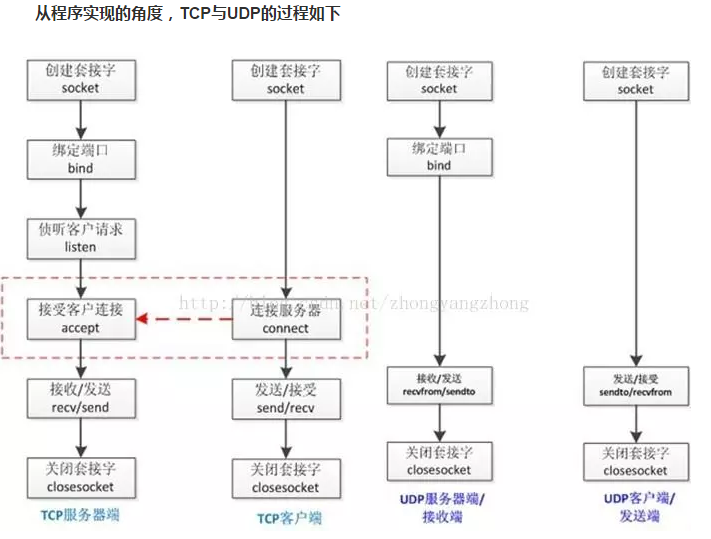 从程序实现的角度，TCP与UDP的过程如下
创建套接字
socket
绑定端口
bind
侦听客户请求
listen
接受客户连接
accept
接收/发送
recv/send
关闭套接字
closesocket
TCP服务器端
创建套接字
socket
连接服务器
connect
发送/接受
send/recv
关闭套接字
closesocket
TCP客户端
创建套接字
socket
绑定端口
bind
接收/发送
recvfrom/sendto
关闭套接字
closesocket
UDP服务器端/
接收端
创建套接字
socket
发送/接受
sendto/recvfrom
关闭套接字
closesocket
UDP客户端/
发送端